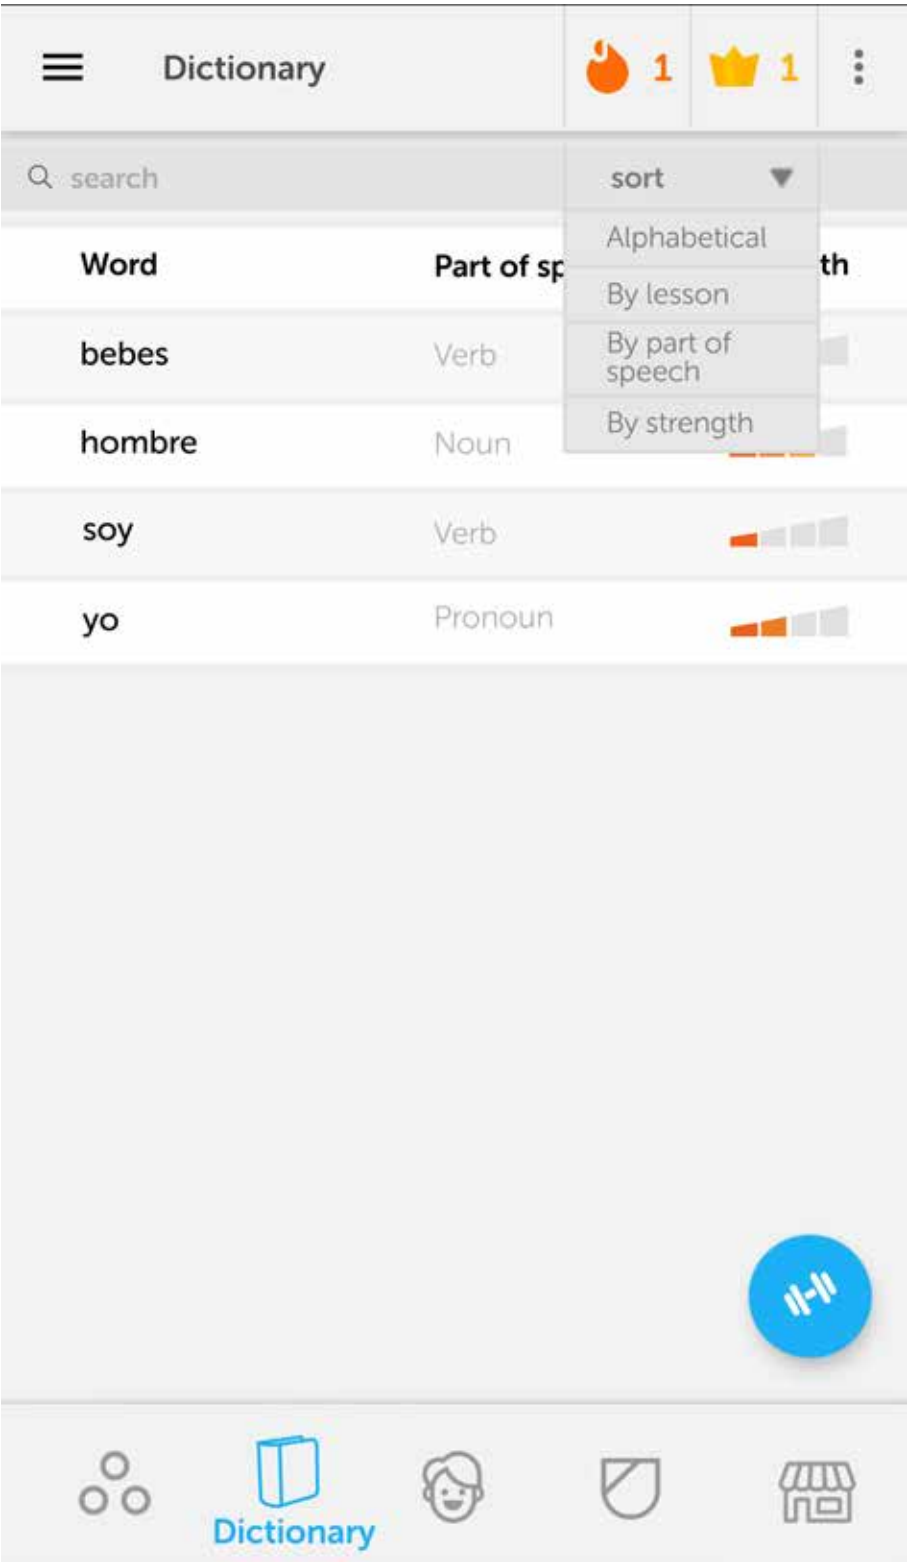 Dictionary 1 1
search sort
Alphabetical
Word Part of sp th
By lesson
bebes Verb By part of
speech
hombre Noun By strength
soy Verb
yo Pronoun
Dictionary